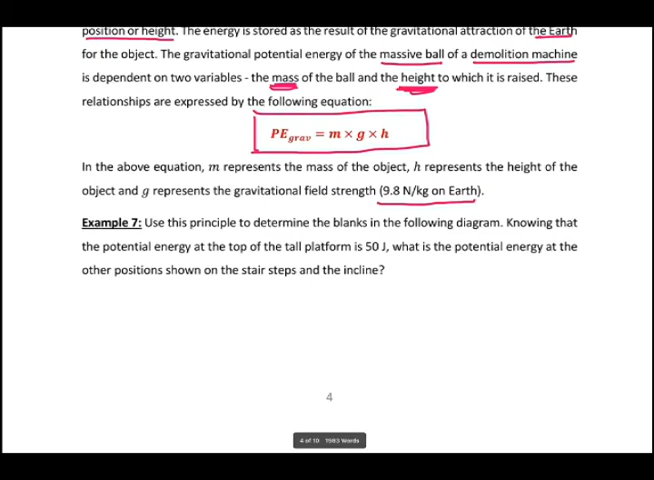 position or height. The energy is stored as the result of the gravitational attraction of the Earth
for the object. The gravitational potential energy of the massive ball of a demolition machine
is dependent on two variables - the mass of the ball and the height to which it is raised. These
relationships are expressed by the following equation:
PEgrav = m × g × h
In the above equation, m represents the mass of the object, h represents the height of the
object and g represents the gravitational field strength (9.8 N/kg on Earth).
Example 7: Use this principle to determine the blanks in the following diagram. Knowing that
the potential energy at the top of the tall platform is 50 J, what is the potential energy at the
other positions shown on the stair steps and the incline?
4
4 of 10 1583 Words